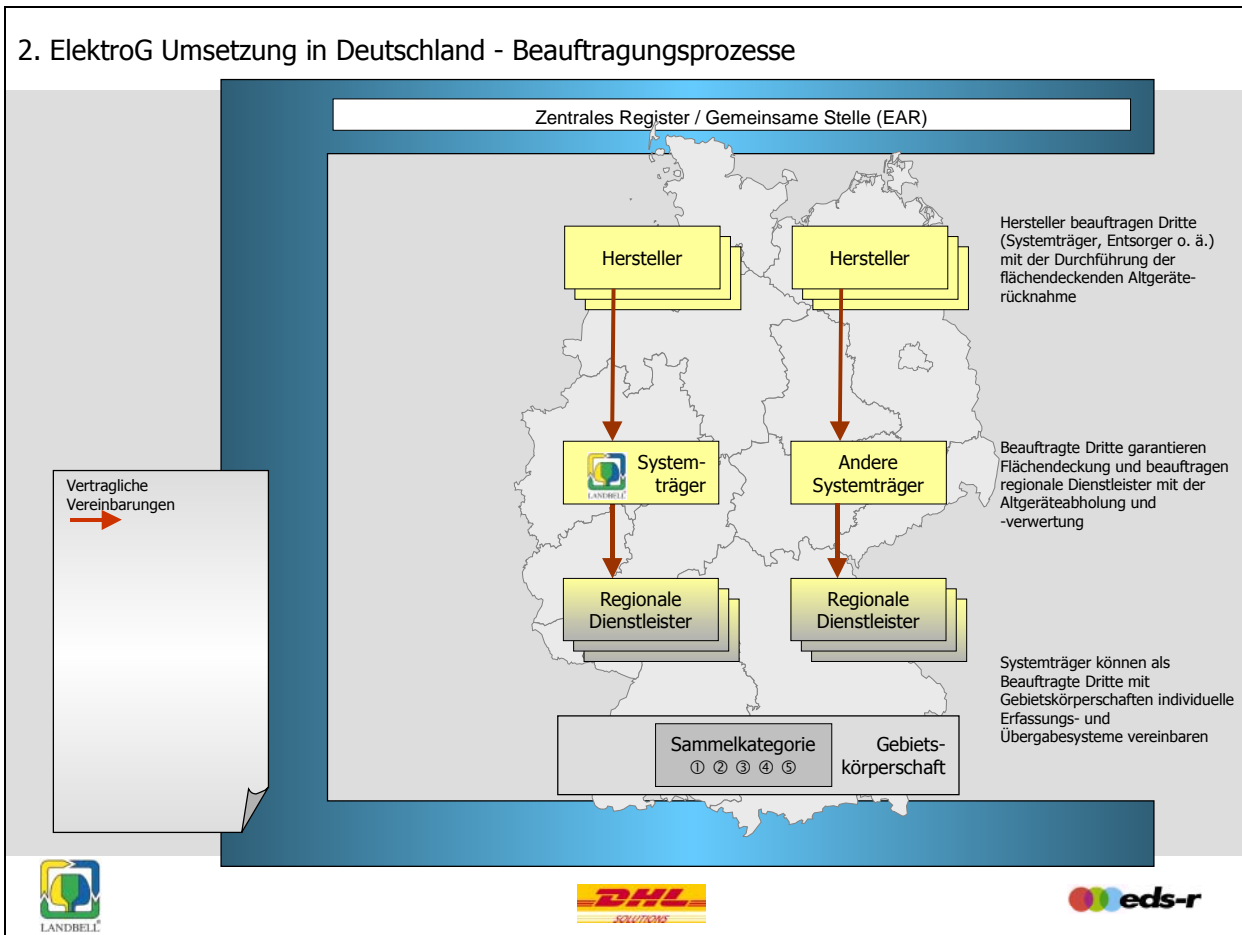 2. ElektroG Umsetzung in Deutschland - Beauftragungsprozesse
Zentrales Register / Gemeinsame Stelle (EAR)
Hersteller
Hersteller
Hersteller beauftragen Dritte
(Systemträger, Entsorger o. ä.)
mit der Durchführung der
flächendeckenden Altgeräte-
rücknahme
LANDBELL
System-
träger
Andere
Systemträger
Beauftragte Dritte garantieren
Flächendeckung und beauftragen
regionale Dienstleister mit der
Altgeräteabholung und
-verwertung
Vertragliche
Vereinbarungen
Regionale
Dienstleister
Regionale
Dienstleister
Systemträger können als
Beauftragte Dritte mit
Gebietskörperschaften individuelle
Erfassungs- und
Übergabesysteme vereinbaren
Sammelkategorie
① ② ③ ④ ⑤
Gebiets-
körperschaft
LANDBELL®
DHL
SOLUTIONS
eds-r